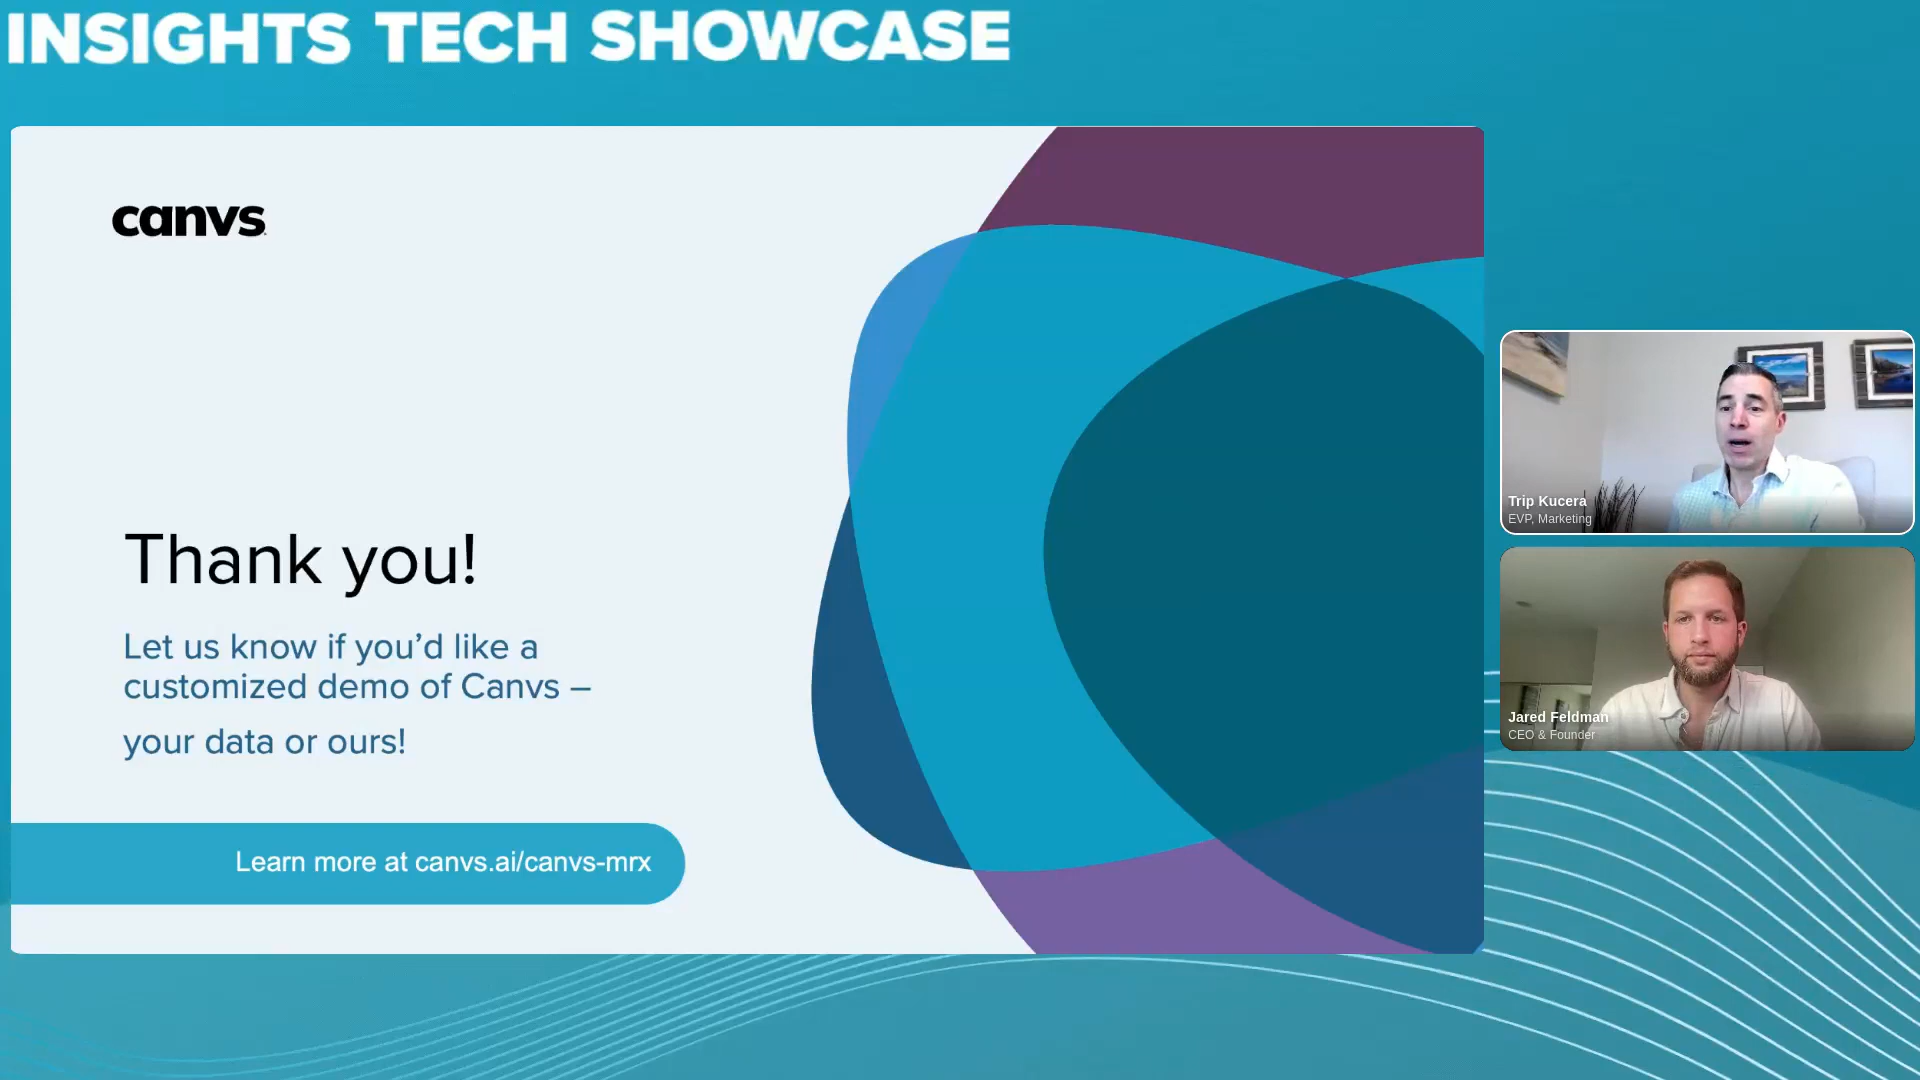 INSIGHTS TECH SHOWCASE
canvs
Thank you!
Let us know if you’d like a
customized demo of Canvs –
your data or ours!
Learn more at canvs.ai/canvs-mrx
Trip Kucera
EVP, Marketing
Jared Feldman
CEO & Founder